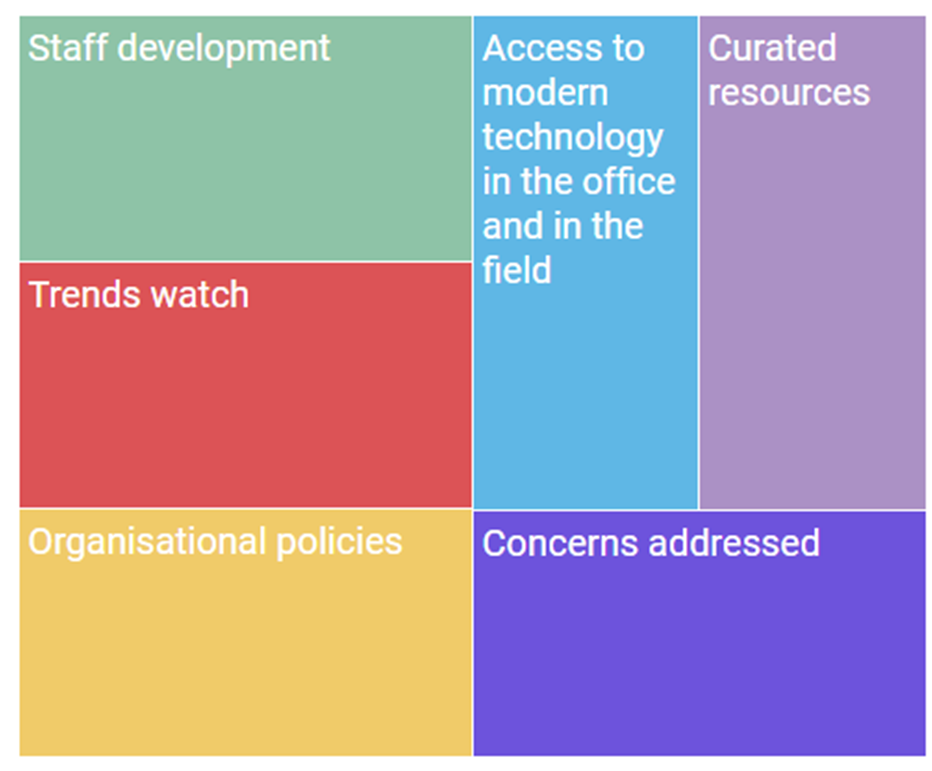 Staff development
Access to
modern
technology
in the office
and in the
field
Curated
resources
Trends watch
Organisational policies
Concerns addressed